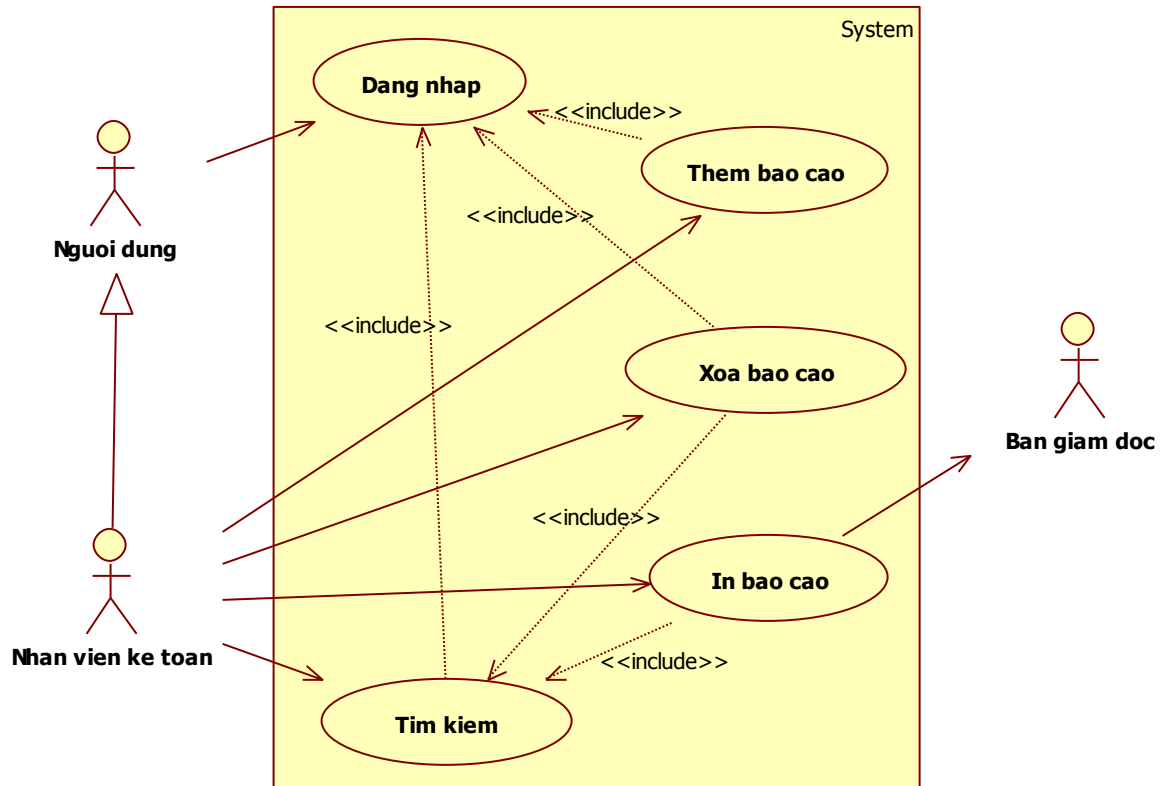 System
Dang nhap
<<include>>
Them bao cao
<<include>>
Nguoi dung
<<include>>
Xoa bao cao
Ban giam doc
<<include>>
In bao cao
Nhan vien ke toan
<<include>>
Tim kiem